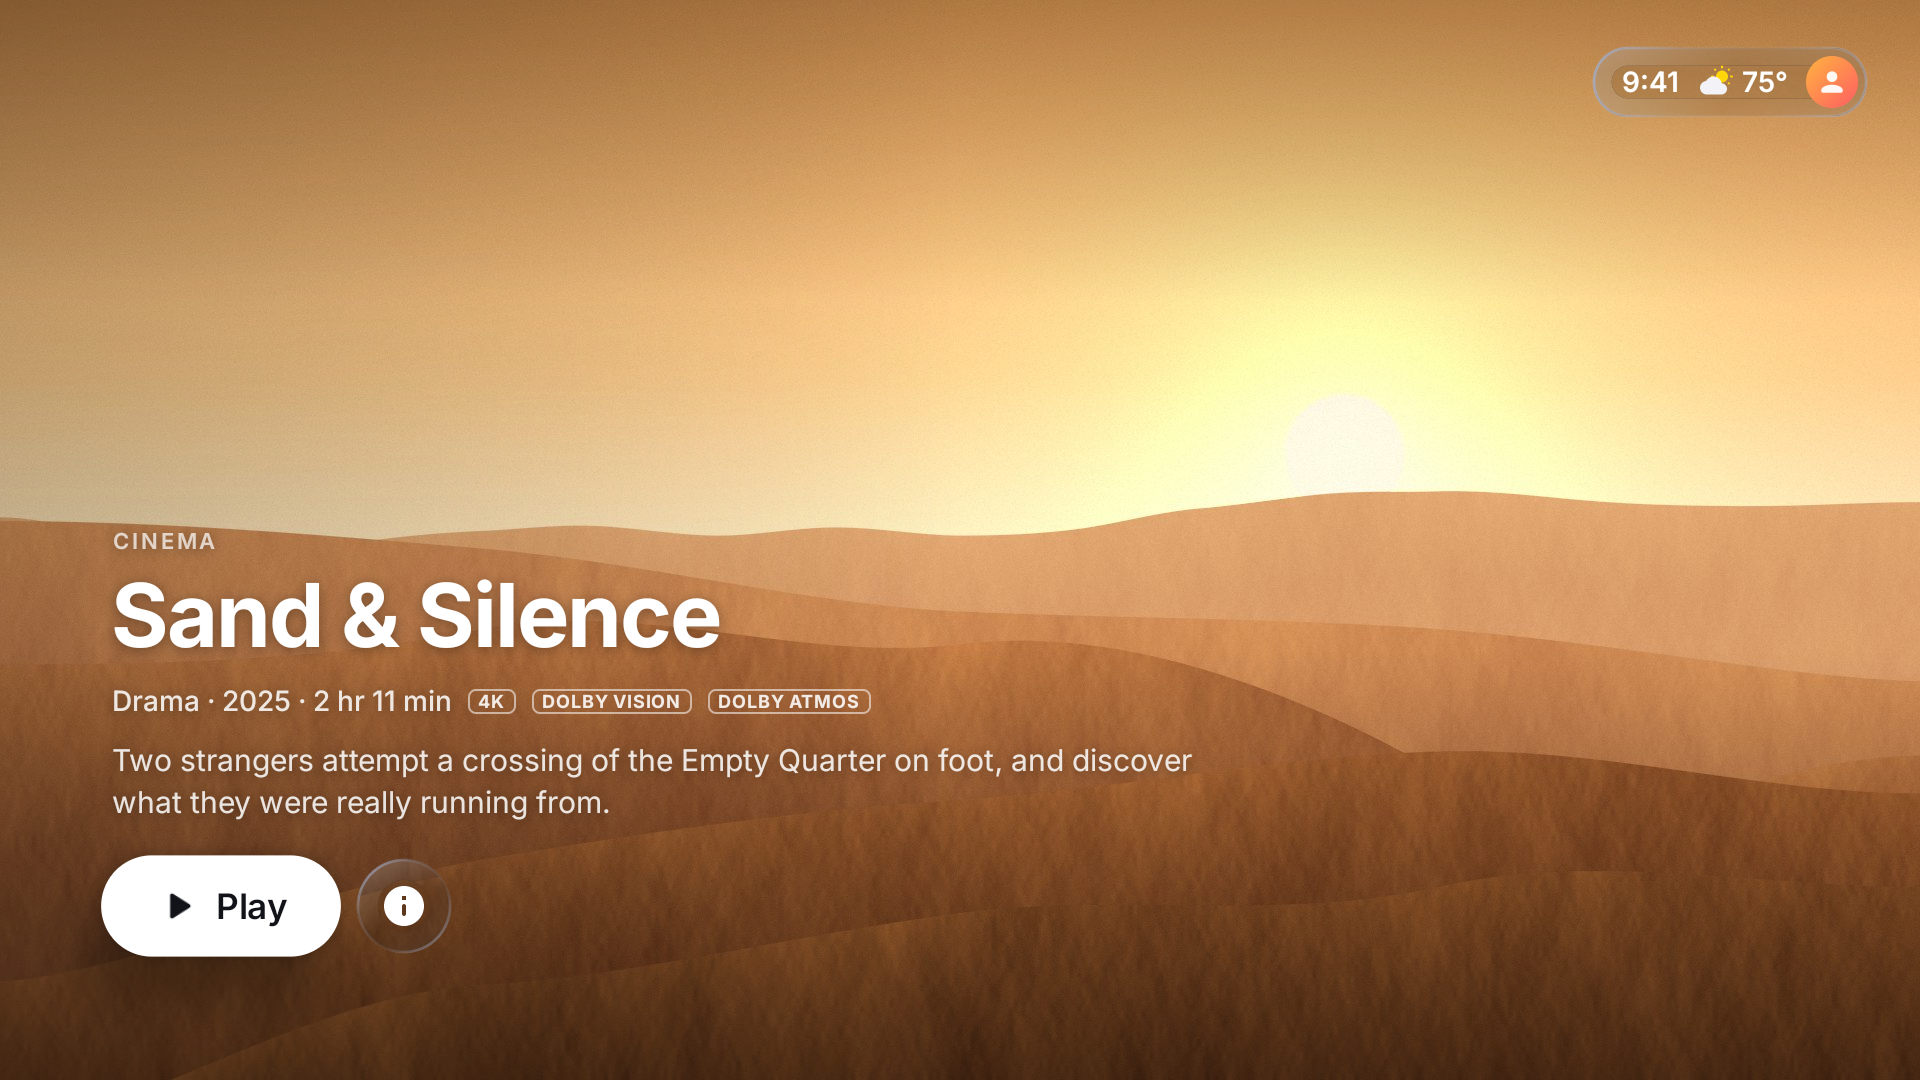 9:41 75°
CINEMA
Sand & Silence
Drama · 2025 · 2 hr 11 min 4K DOLBY VISION DOLBY ATMOS
Two strangers attempt a crossing of the Empty Quarter on foot, and discover
what they were really running from.
Play